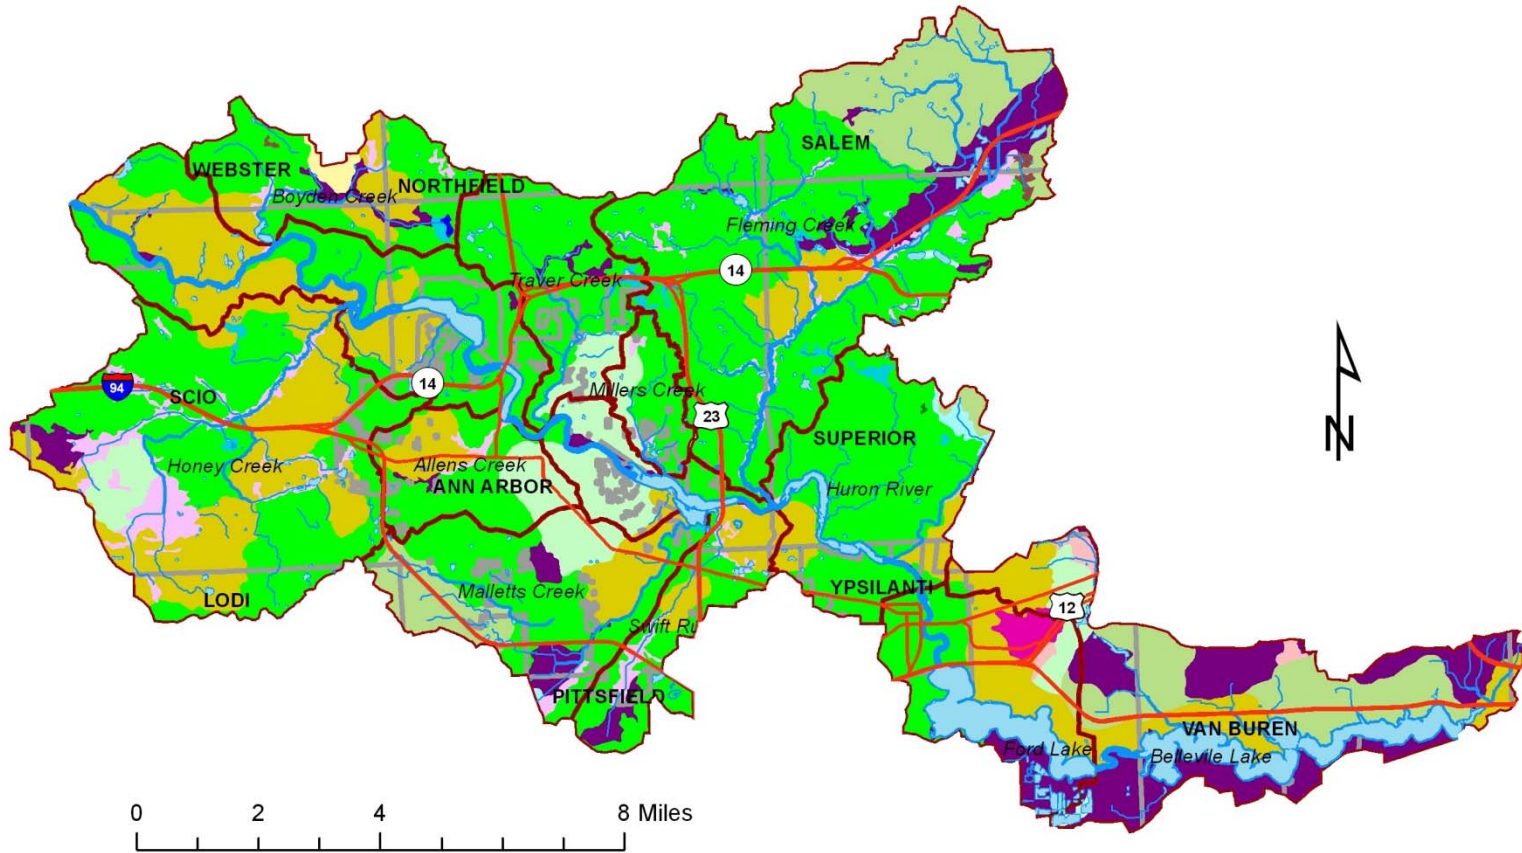 SALEM
WEBSTER
NORTHFIELD
Boyden Creek
Fleming Creek
14
Traver Creek
94
14
SCIO
Millers Creek
23
SUPERIOR
Honey Creek
Allens Creek
ANN ARBOR
Huron River
N
YPSILANTI
LODI
Malletts Creek
12
Swift Ru
PITTSFIELD
VAN BUREN
Ford Lake
Bellevile Lake
0 2 4 8 Miles